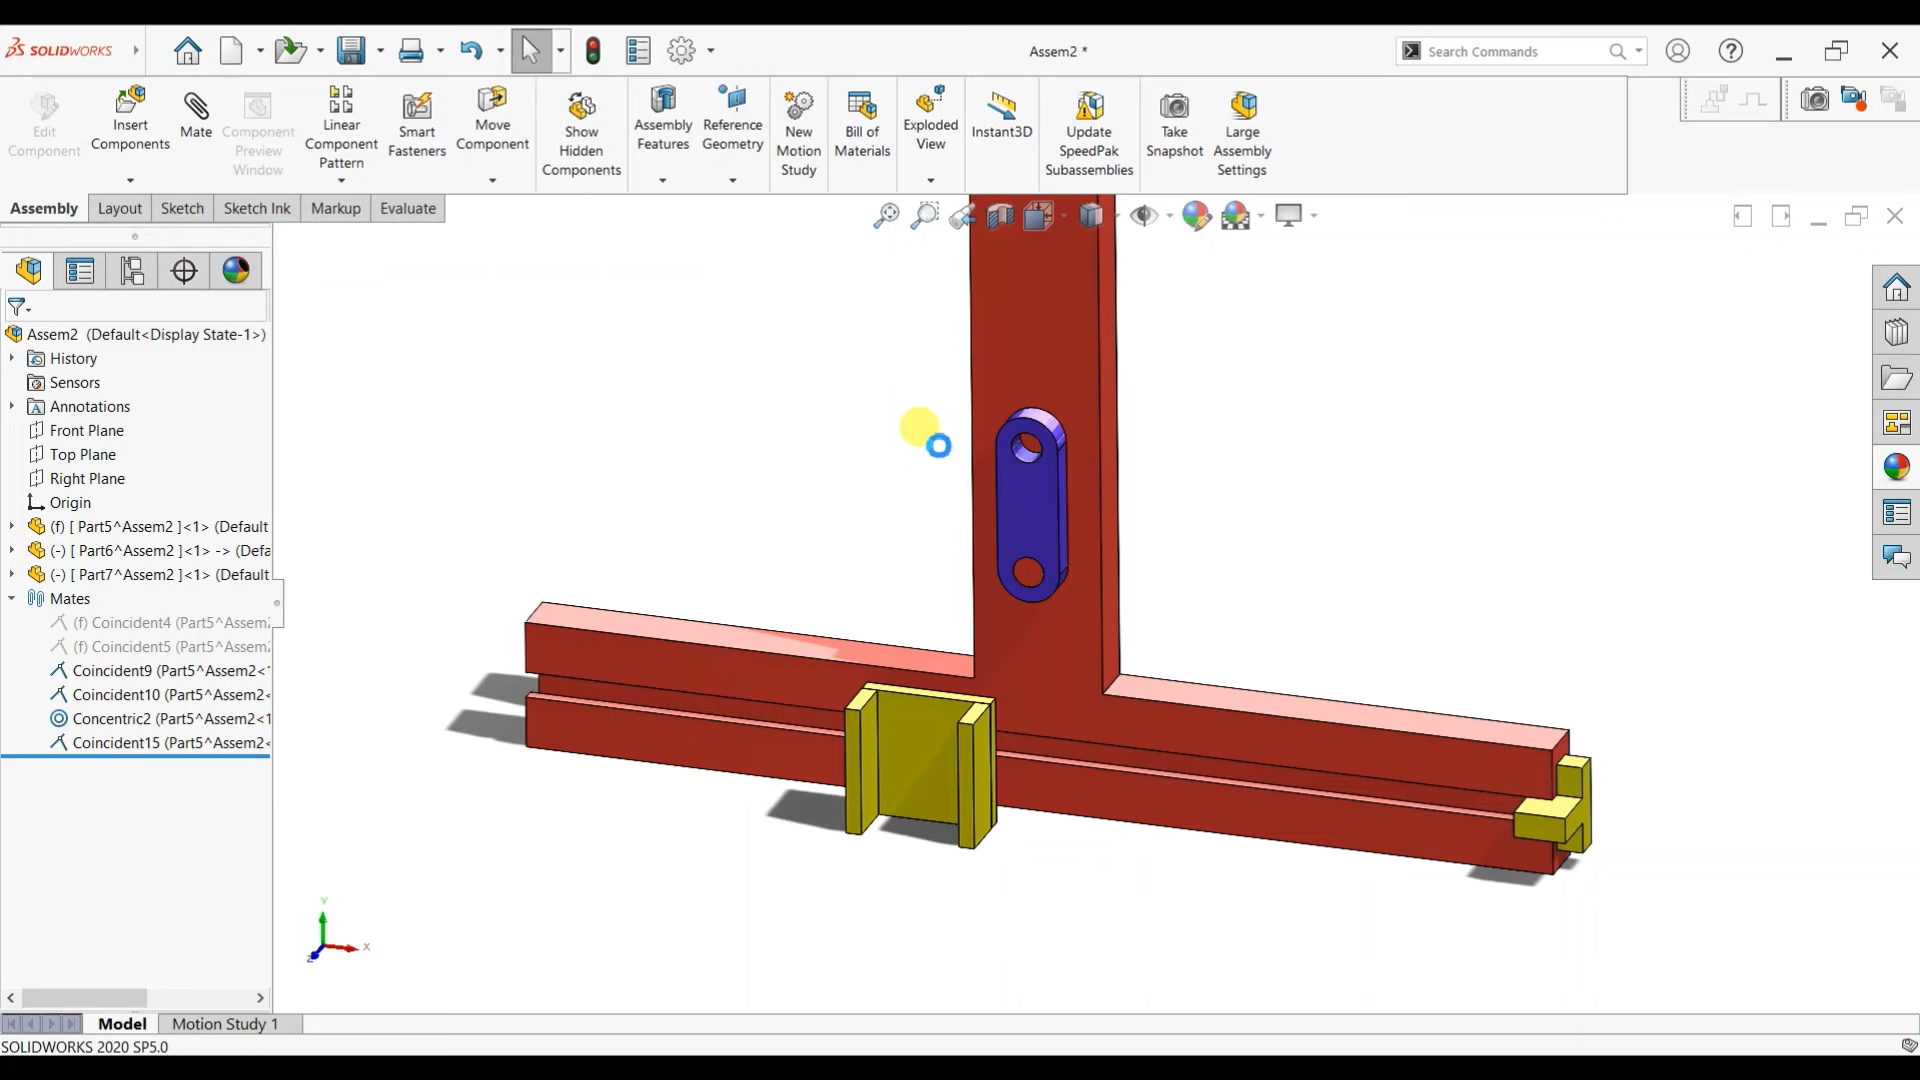 SOLIDWORKS
Assem2 *
Search Commands
Edit Component
Insert Components
Mate
Component Preview Window
Linear Component Pattern
Smart Fasteners
Move Component
Show Hidden Components
Assembly Features
Reference Geometry
New Motion Study
Bill of Materials
Exploded View
Instant3D
Update SpeedPak Subassemblies
Take Snapshot
Large Assembly Settings
Assembly
Layout
Sketch
Sketch Ink
Markup
Evaluate
Assem2 (Default<Display State-1>)
History
Sensors
Annotations
Front Plane
Top Plane
Right Plane
Origin
(f) [ Part5^Assem2 ]<1> (Default
(-) [ Part6^Assem2 ]<1> -> (Defa
(-) [ Part7^Assem2 ]<1> (Default
Mates
(f) Coincident4 (Part5^Assem
(f) Coincident5 (Part5^Assem
Coincident9 (Part5^Assem2<
Coincident10 (Part5^Assem2<
Concentric2 (Part5^Assem2<1
Coincident15 (Part5^Assem2<
Y
X
Z
Model
Motion Study 1
SOLIDWORKS 2020 SP5.0